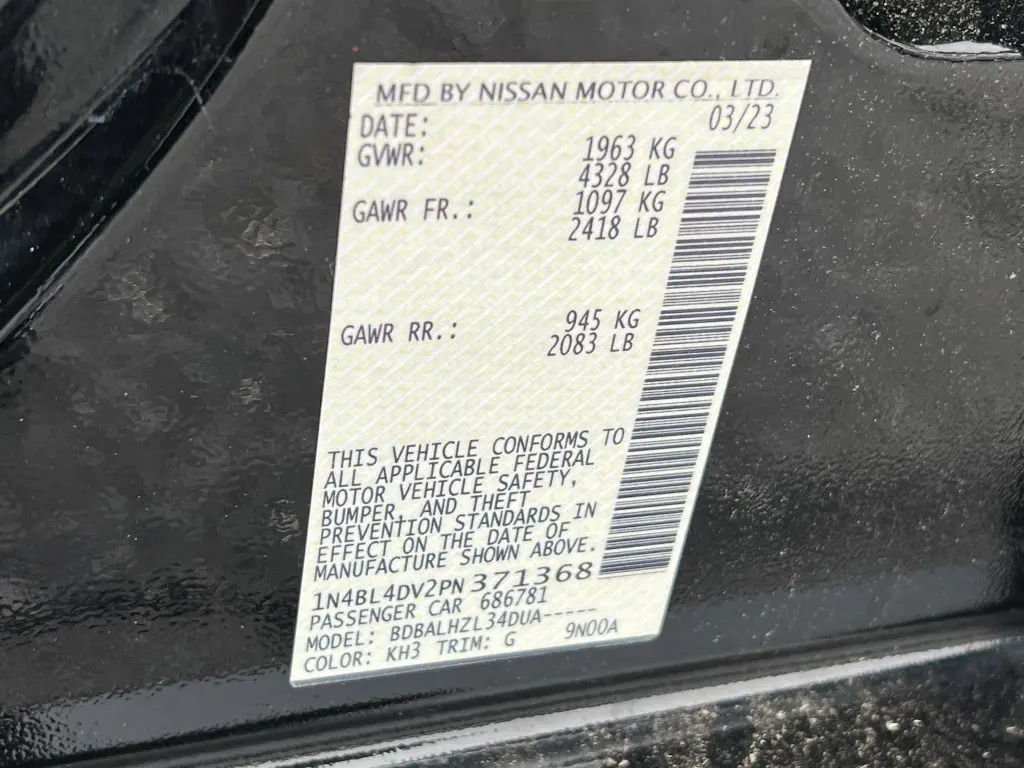 MFD BY NISSAN MOTOR CO., LTD.
DATE: 03/23
GVWR: 1963 KG
4328 LB
GAWR FR.: 1097 KG
2418 LB
GAWR RR.: 945 KG
2083 LB
THIS VEHICLE CONFORMS TO
ALL APPLICABLE FEDERAL
MOTOR VEHICLE SAFETY,
BUMPER, AND THEFT
PREVENTION STANDARDS IN
EFFECT ON THE DATE OF
MANUFACTURE SHOWN ABOVE.
1N4BL4DV2PN371368
PASSENGER CAR 686781
MODEL: BDBALHZL34DUA-----
COLOR: KH3 TRIM: G 9N00A